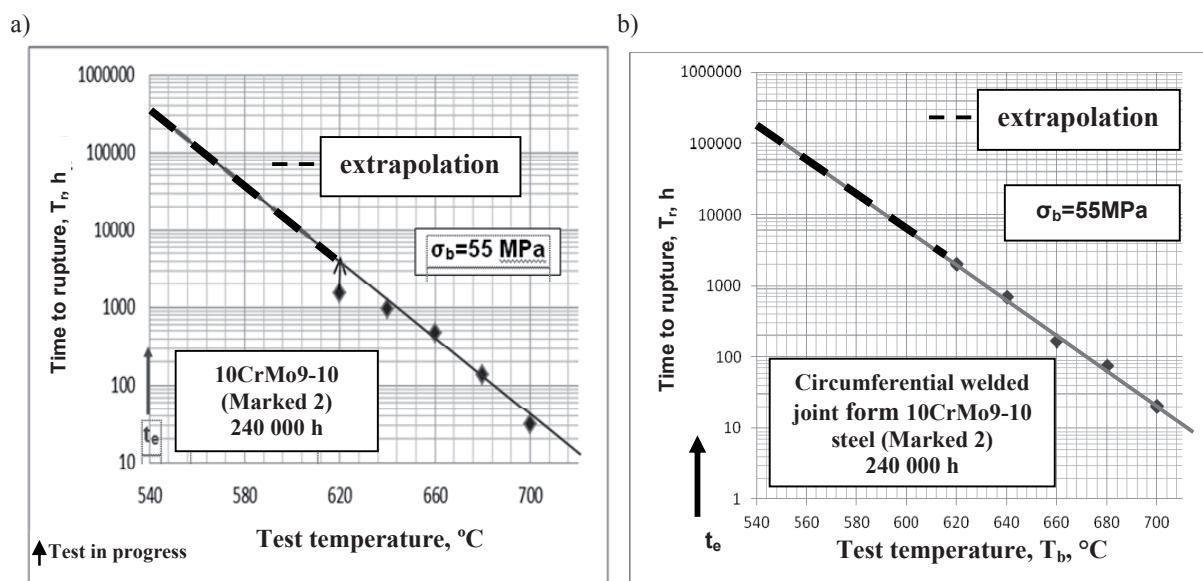 a)
1000000
100000
10000
1000
100
10
540
580
620
660
700
Time to rupture, Tr, h
extrapolation
σb=55 MPa
10CrMo9-10
(Marked 2)
240 000 h
te
Test temperature, ºC
Test in progress
b)
1000000
100000
10000
1000
100
10
1
540
560
580
600
620
640
660
680
700
Time to rupture, Tr, h
extrapolation
σb=55MPa
Circumferential welded
joint form 10CrMo9-10
steel (Marked 2)
240 000 h
te
Test temperature, Tb, °C